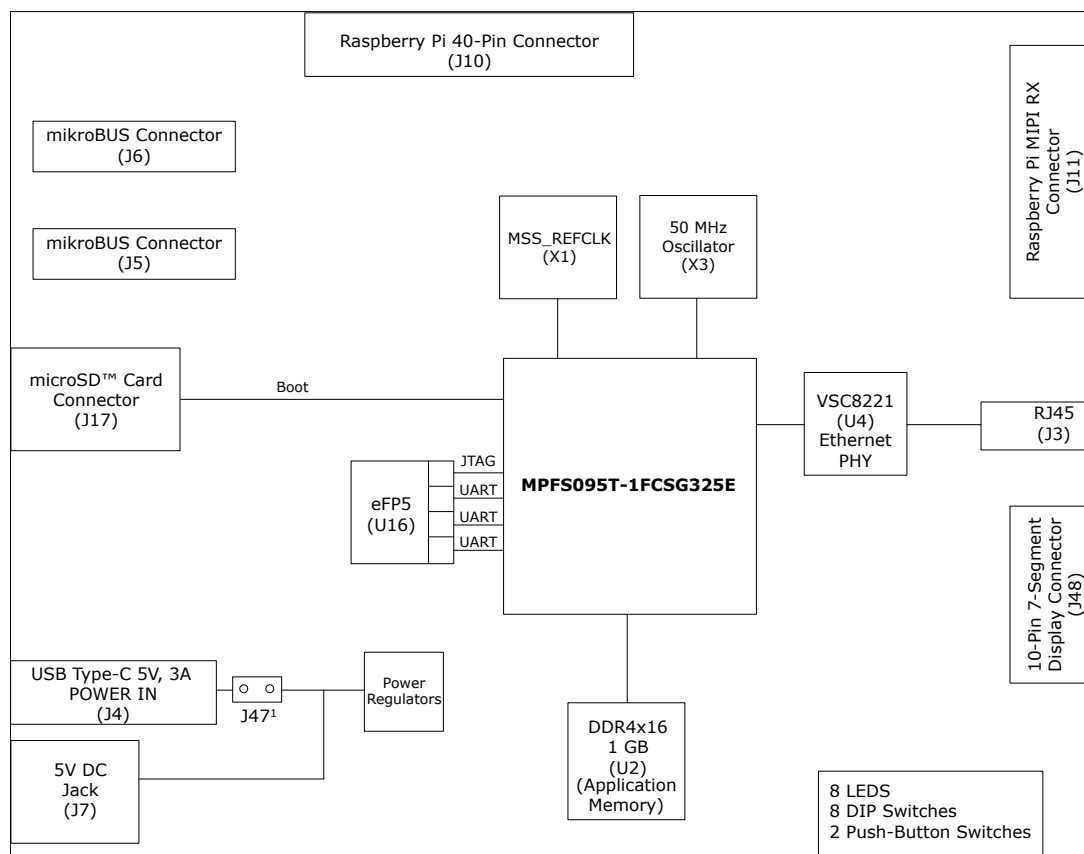 Raspberry Pi 40-Pin Connector
(J10)
mikroBUS Connector
(J6)
mikroBUS Connector
(J5)
Raspberry Pi MIPI RX
Connector
(J11)
MSS_REFCLK
(X1)
50 MHz
Oscillator
(X3)
microSD™ Card
Connector
(J17)
Boot
VSC8221
(U4)
Ethernet
PHY
RJ45
(J3)
eFP5
(U16)
JTAG
UART
UART
UART
MPFS095T-1FCSG325E
10-Pin 7-Segment
Display Connector
(J48)
USB Type-C 5V, 3A
POWER IN
(J4)
J47¹
Power
Regulators
5V DC
Jack
(J7)
DDR4x16
1 GB
(U2)
(Application
Memory)
8 LEDS
8 DIP Switches
2 Push-Button Switches